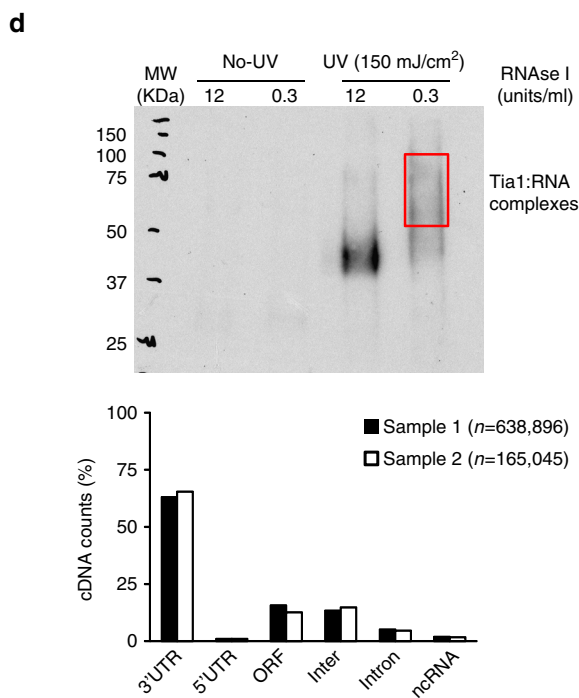 d
MW
(KDa)
No-UV
UV (150 mJ/cm²)
RNAse I
(units/ml)
12
0.3
12
0.3
150
100
75
50
37
25
Tia1:RNA
complexes
cDNA counts (%)
100
75
50
25
0
Sample 1 (n=638,896)
Sample 2 (n=165,045)
3'UTR
5'UTR
ORF
Inter
Intron
ncRNA